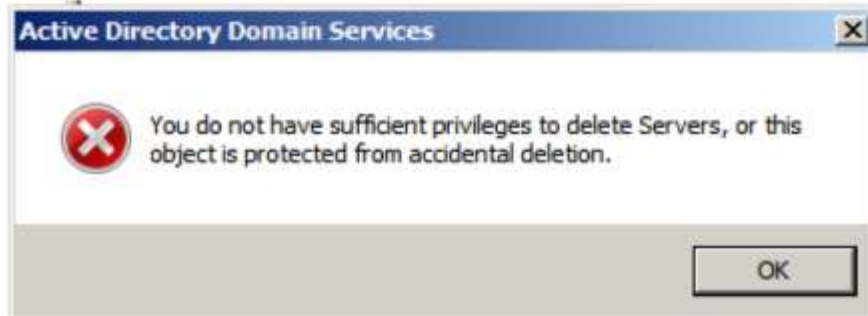 Active Directory Domain Services
You do not have sufficient privileges to delete Servers, or this
object is protected from accidental deletion.
OK